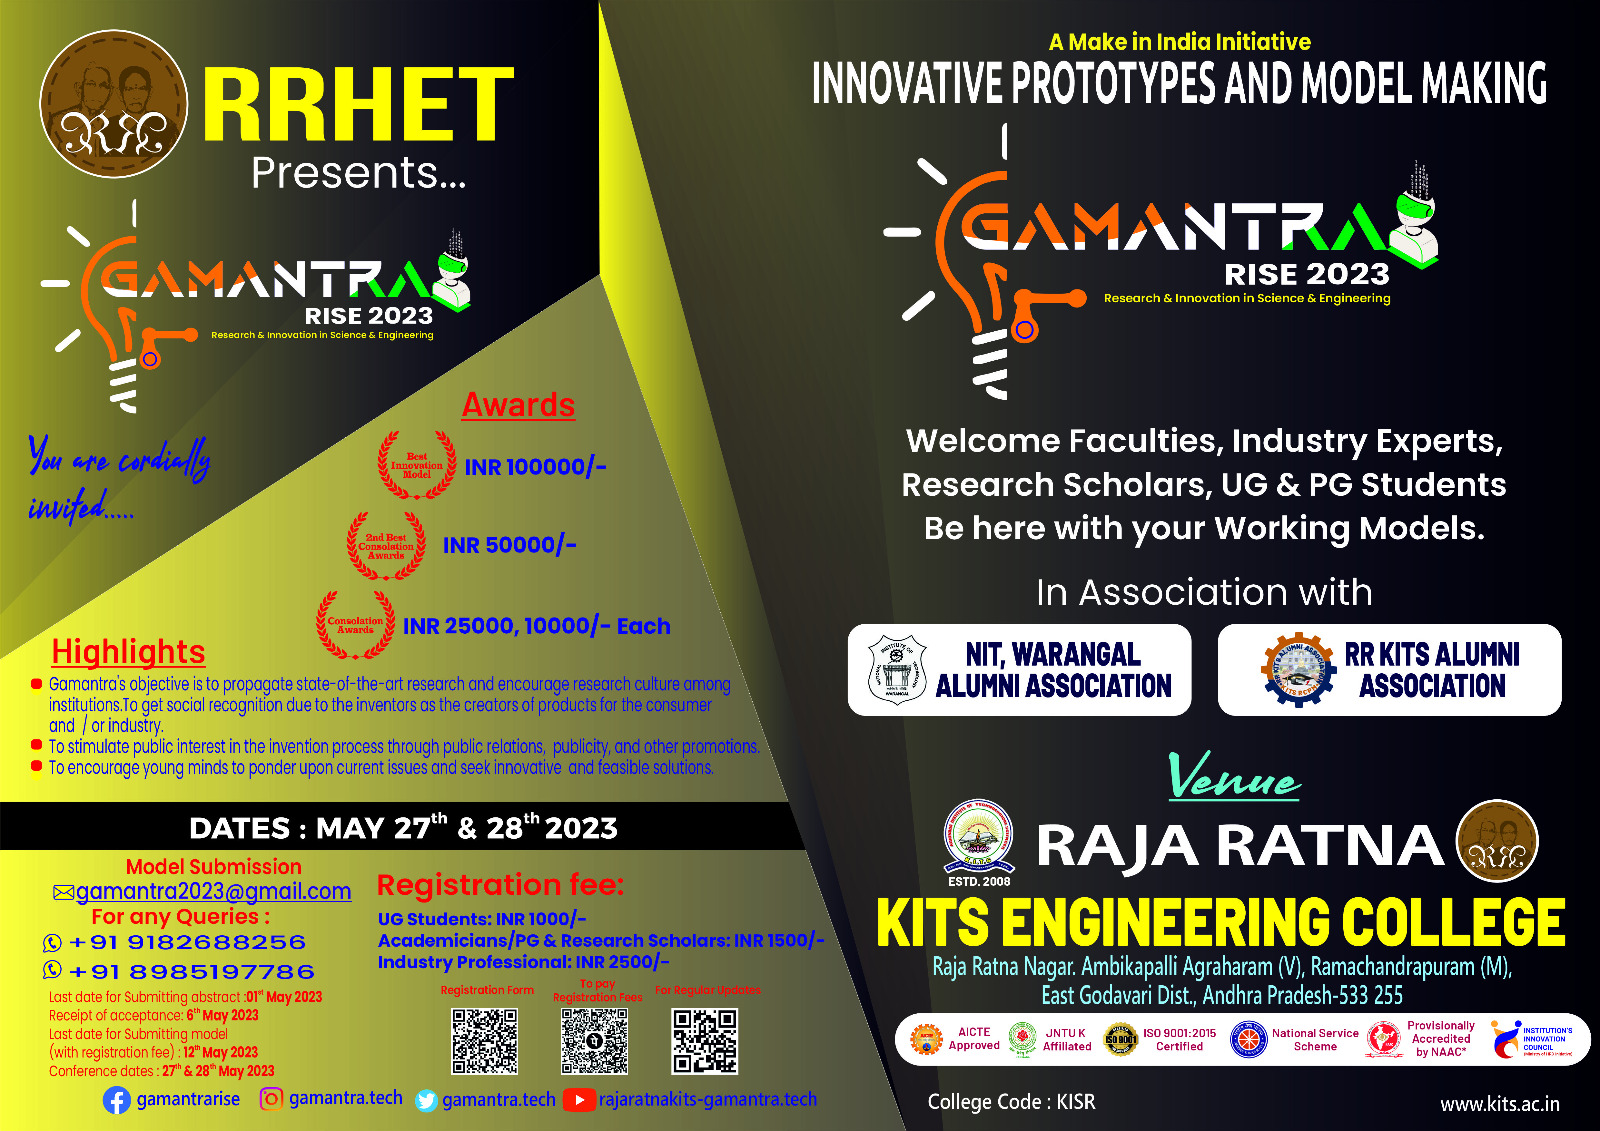 RRHET
Presents...
GAMANTRA
RISE 2023
Research & Innovation in Science & Engineering
You are cordially
invited.....
Awards
Best
Innovation
Model
INR 100000/-
2nd Best
Consolation
Awards
INR 50000/-
Consolation
Awards
INR 25000, 10000/- Each
Highlights
Gamantra's objective is to propagate state-of-the-art research and encourage research culture among
institutions.To get social recognition due to the inventors as the creators of products for the consumer
and / or industry.
To stimulate public interest in the invention process through public relations, publicity, and other promotions.
To encourage young minds to ponder upon current issues and seek innovative and feasible solutions.
DATES : MAY 27th & 28th 2023
Model Submission
gamantra2023@gmail.com
For any Queries :
+91 9182688256
+91 8985197786
Last date for Submitting abstract :01st May 2023
Receipt of acceptance: 6th May 2023
Last date for Submitting model
(with registration fee) : 12th May 2023
Conference dates : 27th & 28th May 2023
Registration fee:
UG Students: INR 1000/-
Academicians/PG & Research Scholars: INR 1500/-
Industry Professional: INR 2500/-
Registration Form
To pay
Registration Fees
For Regular Updates
gamantrarise
gamantra.tech
gamantra.tech
rajaratnakits-gamantra.tech
A Make in India Initiative
INNOVATIVE PROTOTYPES AND MODEL MAKING
GAMANTRA
RISE 2023
Research & Innovation in Science & Engineering
Welcome Faculties, Industry Experts,
Research Scholars, UG & PG Students
Be here with your Working Models.
In Association with
NIT, WARANGAL
ALUMNI ASSOCIATION
RR KITS ALUMNI
ASSOCIATION
Venue
ESTD. 2008
RAJA RATNA
KITS ENGINEERING COLLEGE
Raja Ratna Nagar. Ambikapalli Agraharam (V), Ramachandrapuram (M),
East Godavari Dist., Andhra Pradesh-533 255
AICTE
Approved
JNTU K
Affiliated
ISO 9001
ISO 9001:2015
Certified
National Service
Scheme
Provisionally
Accredited
by NAAC*
INSTITUTION'S
INNOVATION
COUNCIL
(Ministry of HRD Initiative)
College Code : KISR
www.kits.ac.in